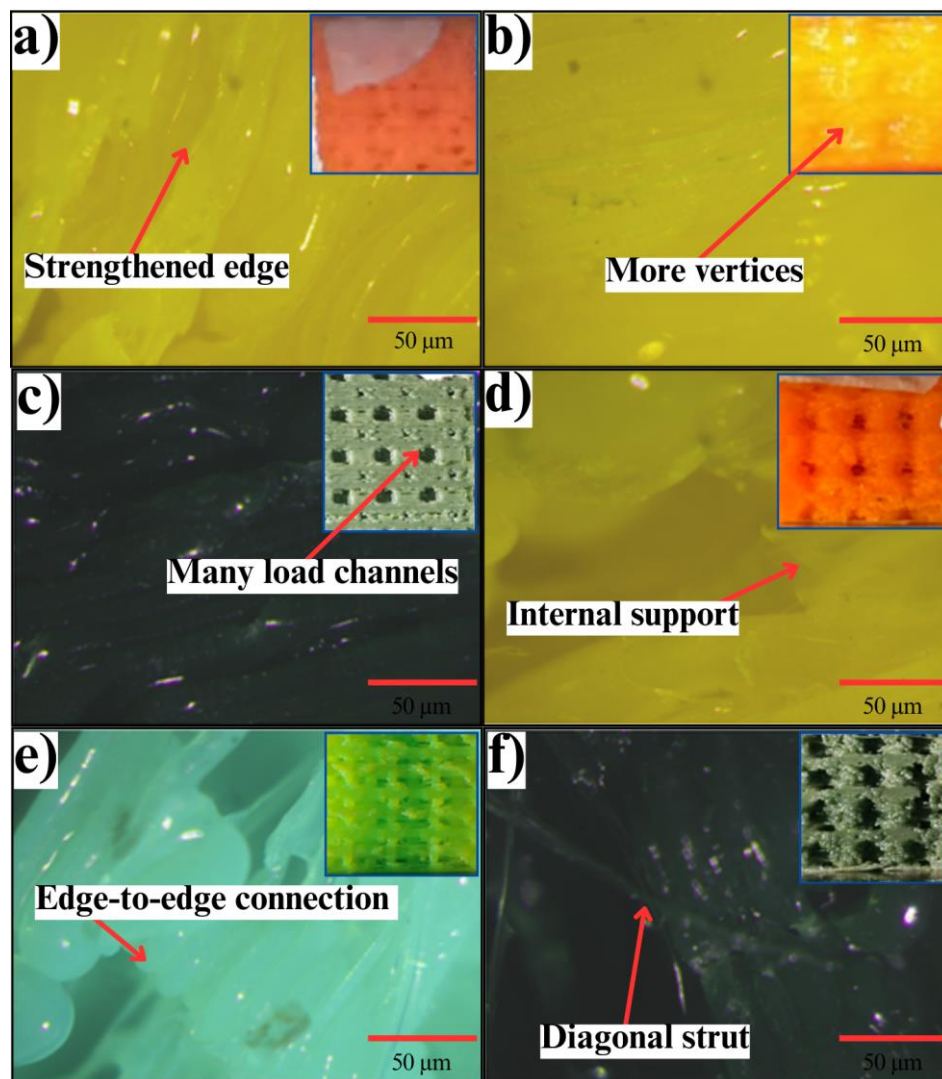 a)
Strengthened edge
50 μm
b)
More vertices
50 μm
c)
Many load channels
50 μm
d)
Internal support
50 μm
e)
Edge-to-edge connection
50 μm
f)
Diagonal strut
50 μm